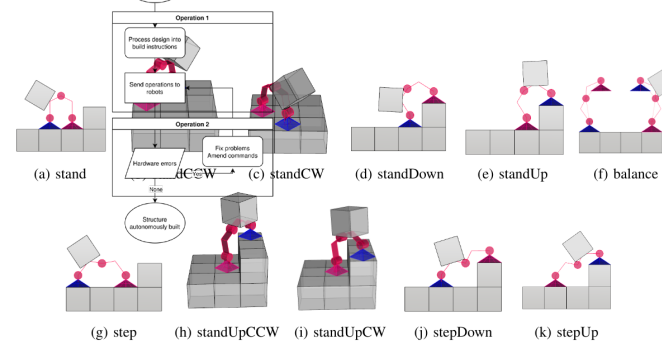 Operation 1
Process design into
build instructions
Send operations to
robots
Operation 2
Hardware errors
Fix problems
Amend commands
None
Structure
autonomously built
(a) stand
(c) standCW
(d) standDown
(e) standUp
(f) balance
(g) step
(h) standUpCCW
(i) standUpCW
(j) stepDown
(k) stepUp